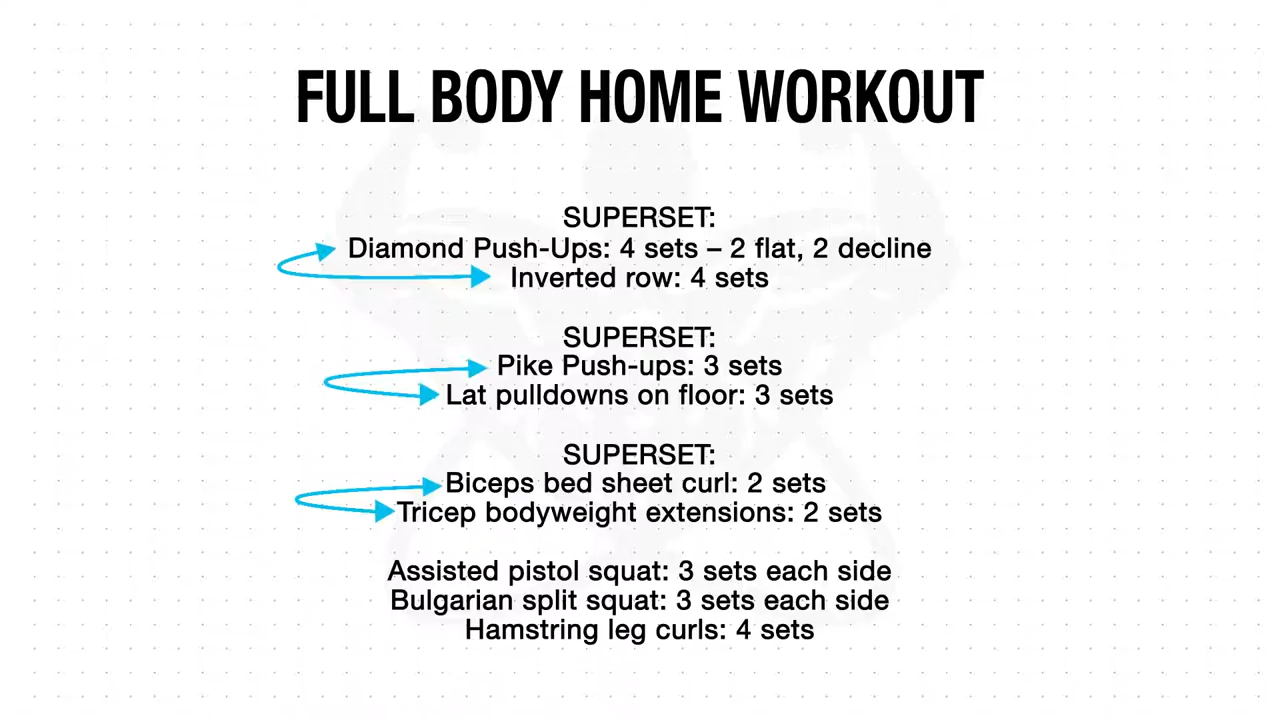 FULL BODY HOME WORKOUT
SUPERSET:
Diamond Push-Ups: 4 sets – 2 flat, 2 decline
Inverted row: 4 sets
SUPERSET:
Pike Push-ups: 3 sets
Lat pulldowns on floor: 3 sets
SUPERSET:
Biceps bed sheet curl: 2 sets
Tricep bodyweight extensions: 2 sets
Assisted pistol squat: 3 sets each side
Bulgarian split squat: 3 sets each side
Hamstring leg curls: 4 sets